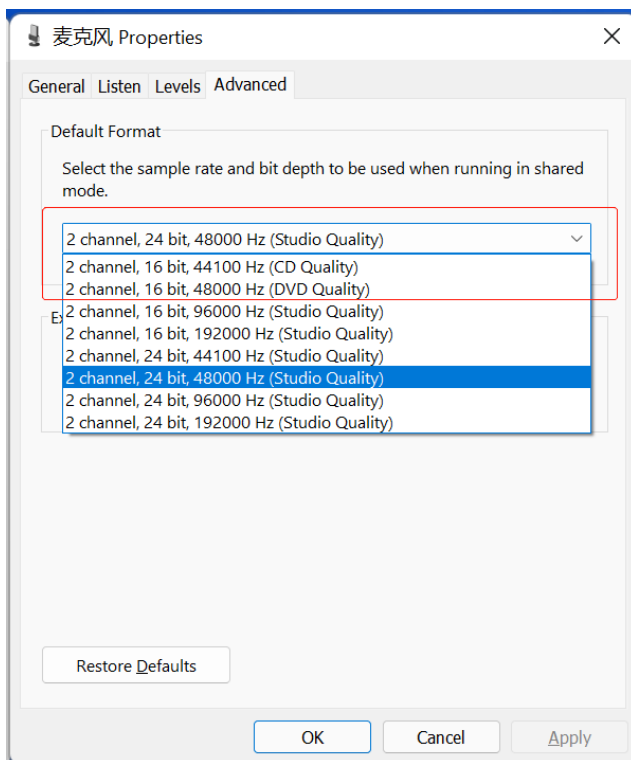 麦克风 Properties
General Listen Levels Advanced
Default Format
Select the sample rate and bit depth to be used when running in shared
mode.
2 channel, 24 bit, 48000 Hz (Studio Quality)
2 channel, 16 bit, 44100 Hz (CD Quality)
2 channel, 16 bit, 48000 Hz (DVD Quality)
2 channel, 16 bit, 96000 Hz (Studio Quality)
2 channel, 16 bit, 192000 Hz (Studio Quality)
2 channel, 24 bit, 44100 Hz (Studio Quality)
2 channel, 24 bit, 48000 Hz (Studio Quality)
2 channel, 24 bit, 96000 Hz (Studio Quality)
2 channel, 24 bit, 192000 Hz (Studio Quality)
Restore Defaults
OK Cancel Apply